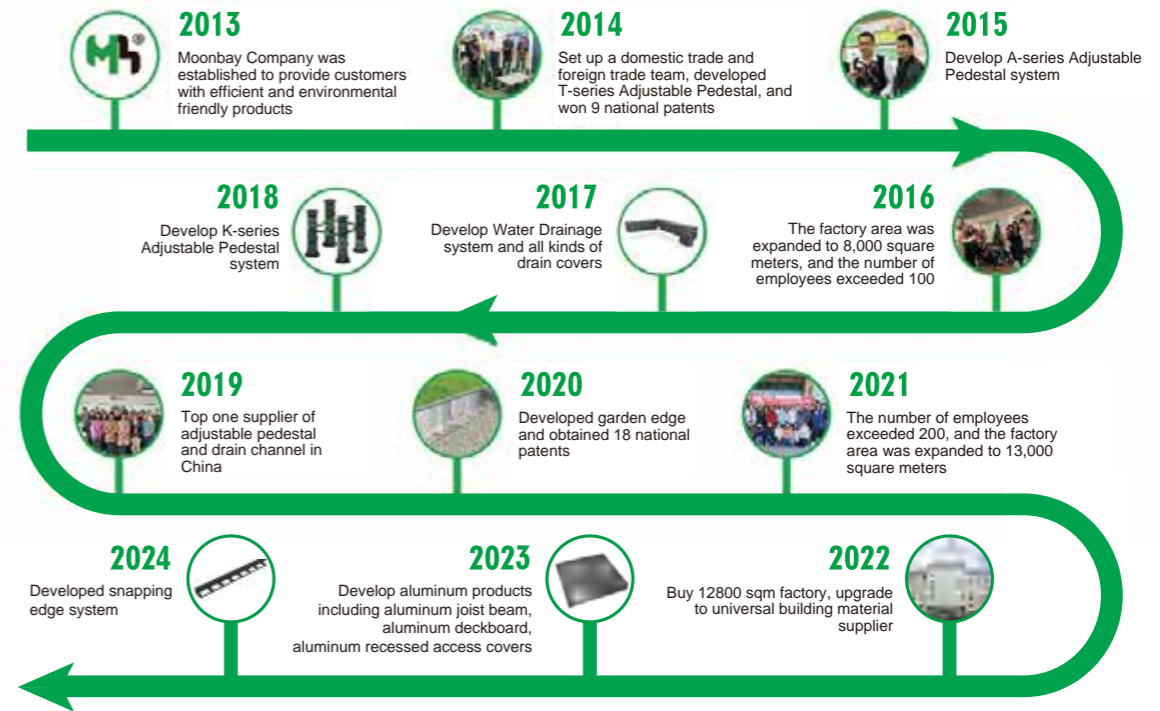 2013
Moonbay Company was
established to provide customers
with efficient and environmental
friendly products
2014
Set up a domestic trade and
foreign trade team, developed
T-series Adjustable Pedestal, and
won 9 national patents
2015
Develop A-series Adjustable
Pedestal system
2016
The factory area was
expanded to 8,000 square
meters, and the number of
employees exceeded 100
2017
Develop Water Drainage
system and all kinds of
drain covers
2018
Develop K-series
Adjustable Pedestal
system
2019
Top one supplier of
adjustable pedestal
and drain channel in
China
2020
Developed garden edge
and obtained 18 national
patents
2021
The number of employees
exceeded 200, and the factory
area was expanded to 13,000
square meters
2022
Buy 12800 sqm factory, upgrade
to universal building material
supplier
2023
Develop aluminum products
including aluminum joist beam,
aluminum deckboard,
aluminum recessed access covers
2024
Developed snapping
edge system